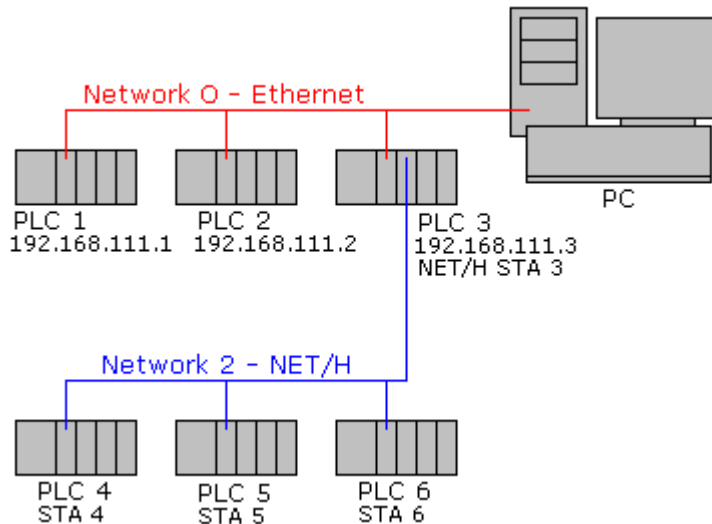 Network O - Ethernet
PLC 1
192.168.111.1
PLC 2
192.168.111.2
PLC 3
192.168.111.3
NET/H STA 3
PC
Network 2 - NET/H
PLC 4
STA 4
PLC 5
STA 5
PLC 6
STA 6